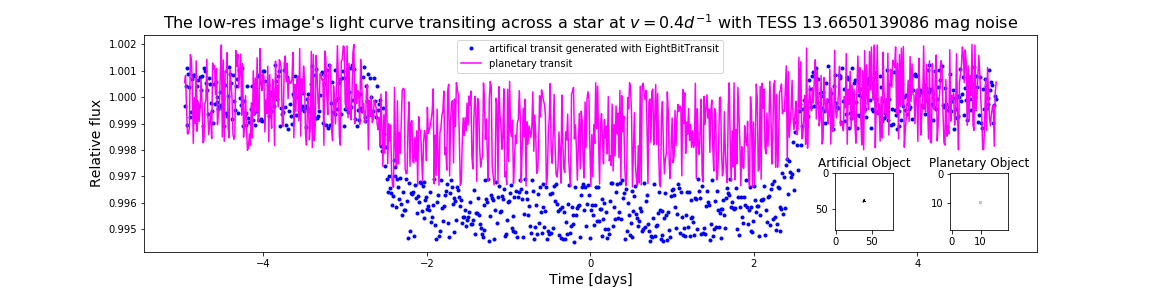 The low-res image's light curve transiting across a star at v = 0.4d⁻¹ with TESS 13.6650139086 mag noise
artifical transit generated with EightBitTransit
planetary transit
Relative flux
1.002
1.001
1.000
0.999
0.998
0.997
0.996
0.995
Artificial Object
0
50
0 50
Planetary Object
0
10
0 10
−4 −2 0 2 4
Time [days]